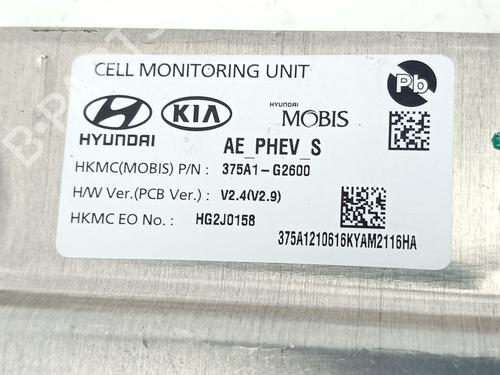 CELL MONITORING UNIT
Pb
HYUNDAI
KIA
HYUNDAI
MOBIS
AE_PHEV_S
HKMC(MOBIS) P/N : 375A1-G2600
H/W Ver.(PCB Ver.) : V2.4(V2.9)
HKMC EO No. : HG2J0158
375A1210616KYAM2116HA
B-PARTS